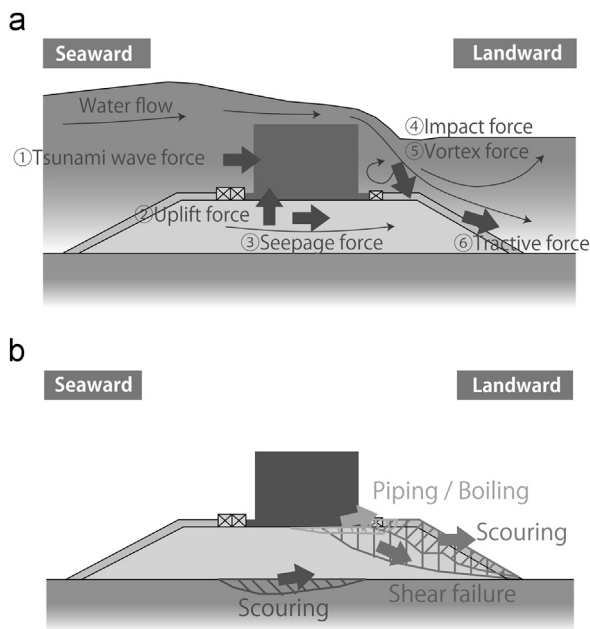 a
Seaward
Landward
Water flow
④Impact force
⑤Vortex force
①Tsunami wave force
②Uplift force
③Seepage force
⑥Tractive force
b
Seaward
Landward
Piping / Boiling
Scouring
Shear failure
Scouring